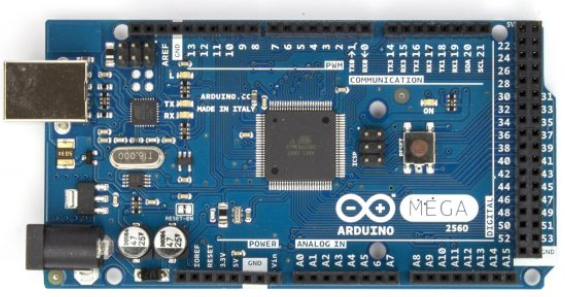 AREF
GND
13
12
11
10
9
8
7
6
5
4
3
2
1
0
TX0
RX0
TX3 14
RX3 15
TX2 16
RX2 17
TX1 18
RX1 19
SDA 20
SCL 21
5V
PWM
COMMUNICATION
L
TX
RX
ARDUINO.CC
MADE IN ITALY
T16.000
ON
ICSP
RESET
22
24
26
28
30 31
32 33
34 35
36 37
38 39
40 41
42 43
44 45
46 47
48 49
50 51
52 53
GND
DIGITAL
ARDUINO
MEGA
2560
RESET-EN
47
25V
47
25V
POWER
ANALOG IN
IOREF
RESET
3.3V
5V
GND
Vin
A0
A1
A2
A3
A4
A5
A6
A7
A8
A9
A10
A11
A12
A13
A14
A15